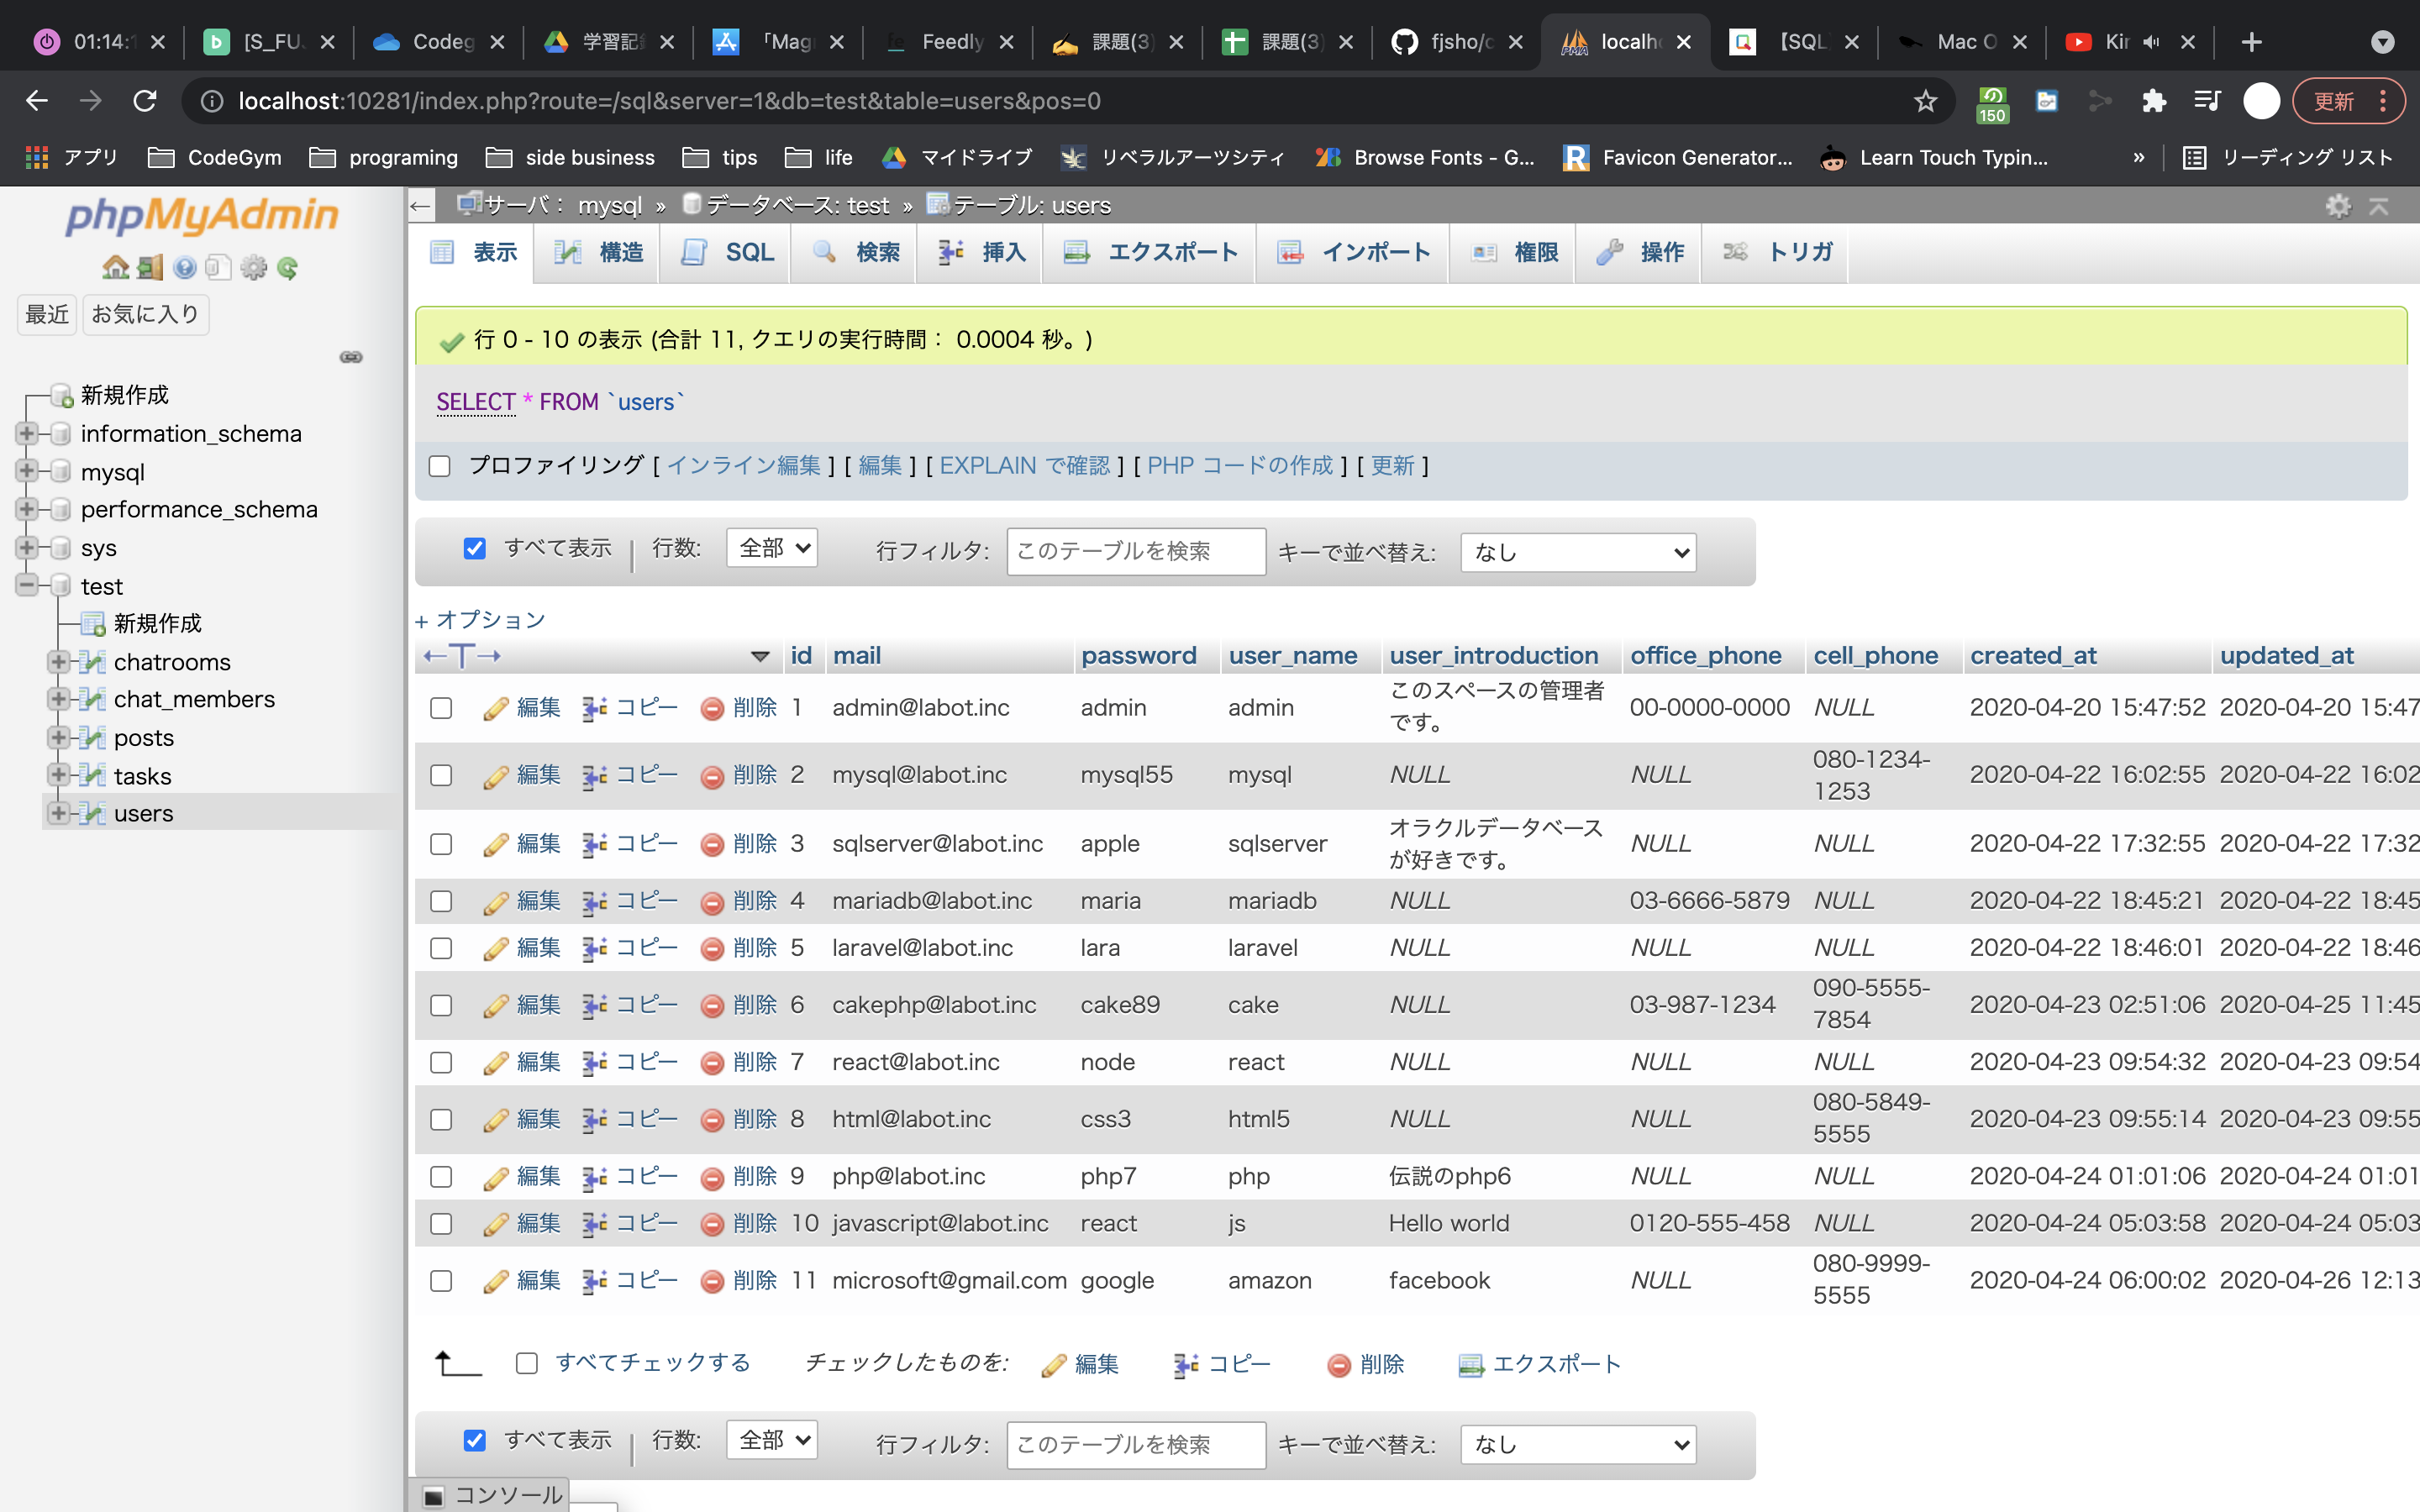 01:14:1
[S_FU
Codeg
学習記録
「Mag
Feedly
課題(3)
課題(3)
fjsho/c
localho
【SQL
Mac O
Kir
localhost:10281/index.php?route=/sql&server=1&db=test&table=users&pos=0
150
更新
アプリ
CodeGym
programing
side business
tips
life
マイドライブ
リベラルアーツシティ
Browse Fonts - G...
Favicon Generator...
Learn Touch Typin...
»
リーディング リスト
phpMyAdmin
最近
お気に入り
新規作成
information_schema
mysql
performance_schema
sys
test
新規作成
chatrooms
chat_members
posts
tasks
users
サーバ： mysql » データベース: test » テーブル: users
表示 構造 SQL 検索 挿入 エクスポート インポート 権限 操作 トリガ
行 0 - 10 の表示 (合計 11, クエリの実行時間： 0.0004 秒。)
SELECT * FROM `users`
プロファイリング [ インライン編集 ] [ 編集 ] [ EXPLAIN で確認 ] [ PHP コードの作成 ] [ 更新 ]
すべて表示 行数: 全部 行フィルタ: このテーブルを検索 キーで並べ替え: なし
+ オプション
←T→ id mail password user_name user_introduction office_phone cell_phone created_at updated_at
編集 コピー 削除 1 admin@labot.inc admin admin このスペースの管理者です。 00-0000-0000 NULL 2020-04-20 15:47:52 2020-04-20 15:47
編集 コピー 削除 2 mysql@labot.inc mysql55 mysql NULL NULL 080-1234-1253 2020-04-22 16:02:55 2020-04-22 16:02
編集 コピー 削除 3 sqlserver@labot.inc apple sqlserver オラクルデータベースが好きです。 NULL NULL 2020-04-22 17:32:55 2020-04-22 17:32
編集 コピー 削除 4 mariadb@labot.inc maria mariadb NULL 03-6666-5879 NULL 2020-04-22 18:45:21 2020-04-22 18:45
編集 コピー 削除 5 laravel@labot.inc lara laravel NULL NULL NULL 2020-04-22 18:46:01 2020-04-22 18:46
編集 コピー 削除 6 cakephp@labot.inc cake89 cake NULL 03-987-1234 090-5555-7854 2020-04-23 02:51:06 2020-04-25 11:45
編集 コピー 削除 7 react@labot.inc node react NULL NULL NULL 2020-04-23 09:54:32 2020-04-23 09:54
編集 コピー 削除 8 html@labot.inc css3 html5 NULL NULL 080-5849-5555 2020-04-23 09:55:14 2020-04-23 09:55
編集 コピー 削除 9 php@labot.inc php7 php 伝説のphp6 NULL NULL 2020-04-24 01:01:06 2020-04-24 01:01
編集 コピー 削除 10 javascript@labot.inc react js Hello world 0120-555-458 NULL 2020-04-24 05:03:58 2020-04-24 05:03
編集 コピー 削除 11 microsoft@gmail.com google amazon facebook NULL 080-9999-5555 2020-04-24 06:00:02 2020-04-26 12:13
すべてチェックする チェックしたものを: 編集 コピー 削除 エクスポート
すべて表示 行数: 全部 行フィルタ: このテーブルを検索 キーで並べ替え: なし
コンソール